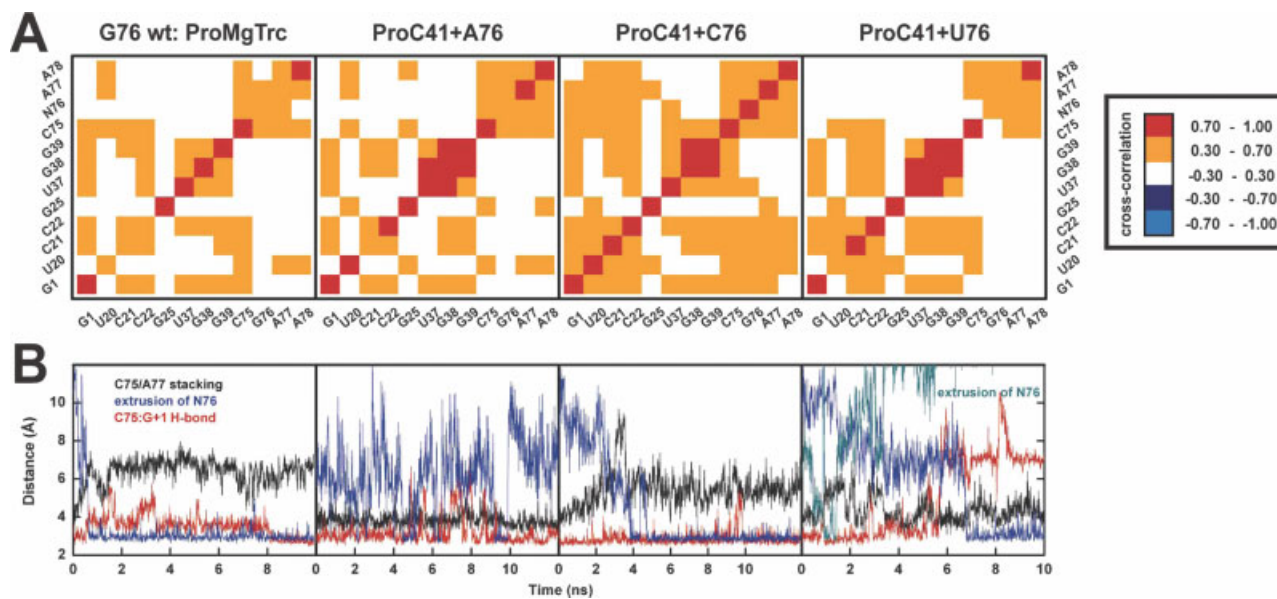 A
G76 wt: ProMgTrc
ProC41+A76
ProC41+C76
ProC41+U76
A78
A77
N76
C75
G39
G38
U37
G25
C22
C21
U20
G1
A78
A77
N76
C75
G39
G38
U37
G25
C22
C21
U20
G1
G1 U20 C21 C22 G25 U37 G38 G39 C75 G76 A77 A78
G1 U20 C21 C22 G25 U37 G38 G39 C75 G76 A77 A78
G1 U20 C21 C22 G25 U37 G38 G39 C75 G76 A77 A78
G1 U20 C21 C22 G25 U37 G38 G39 C75 G76 A77 A78
cross-correlation
0.70 - 1.00
0.30 - 0.70
-0.30 - 0.30
-0.30 - -0.70
-0.70 - -1.00
B
C75/A77 stacking
extrusion of N76
C75:G+1 H-bond
extrusion of N76
Distance (Å)
10
8
6
4
2
0 2 4 6 8
0 2 4 6 8 10
0 2 4 6 8 10
0 2 4 6 8 10
Time (ns)